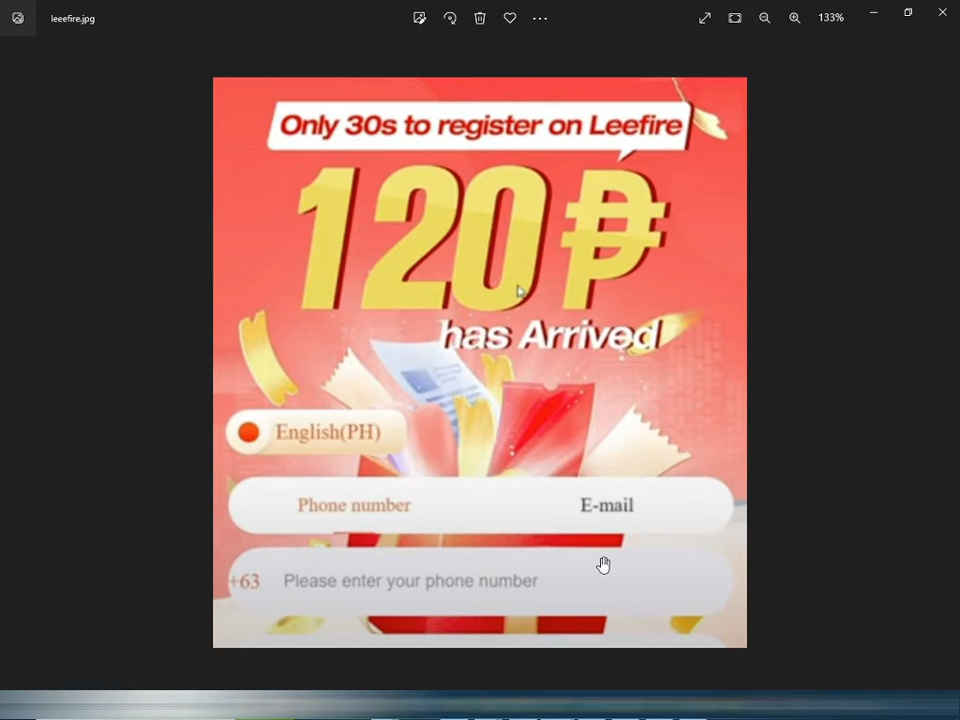 leeefire.jpg
133%
Only 30s to register on Leefire
120₱
has Arrived
English(PH)
Phone number E-mail
+63 Please enter your phone number